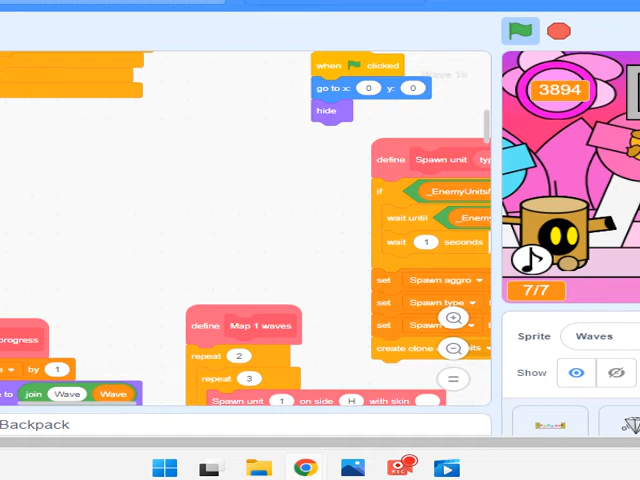 when clicked
Wave 16
go to x: 0 y: 0
hide
3894
define Spawn unit
if _EnemyUnits
wait until
wait 1 seconds
set Spawn aggro
set Spawn type
set Spawn
create clone
7/7
define Map 1 waves
progress
repeat 2
by 1
repeat 3
join Wave Wave
Spawn unit 1 on side H with skin
Sprite Waves
Show
Backpack
REC